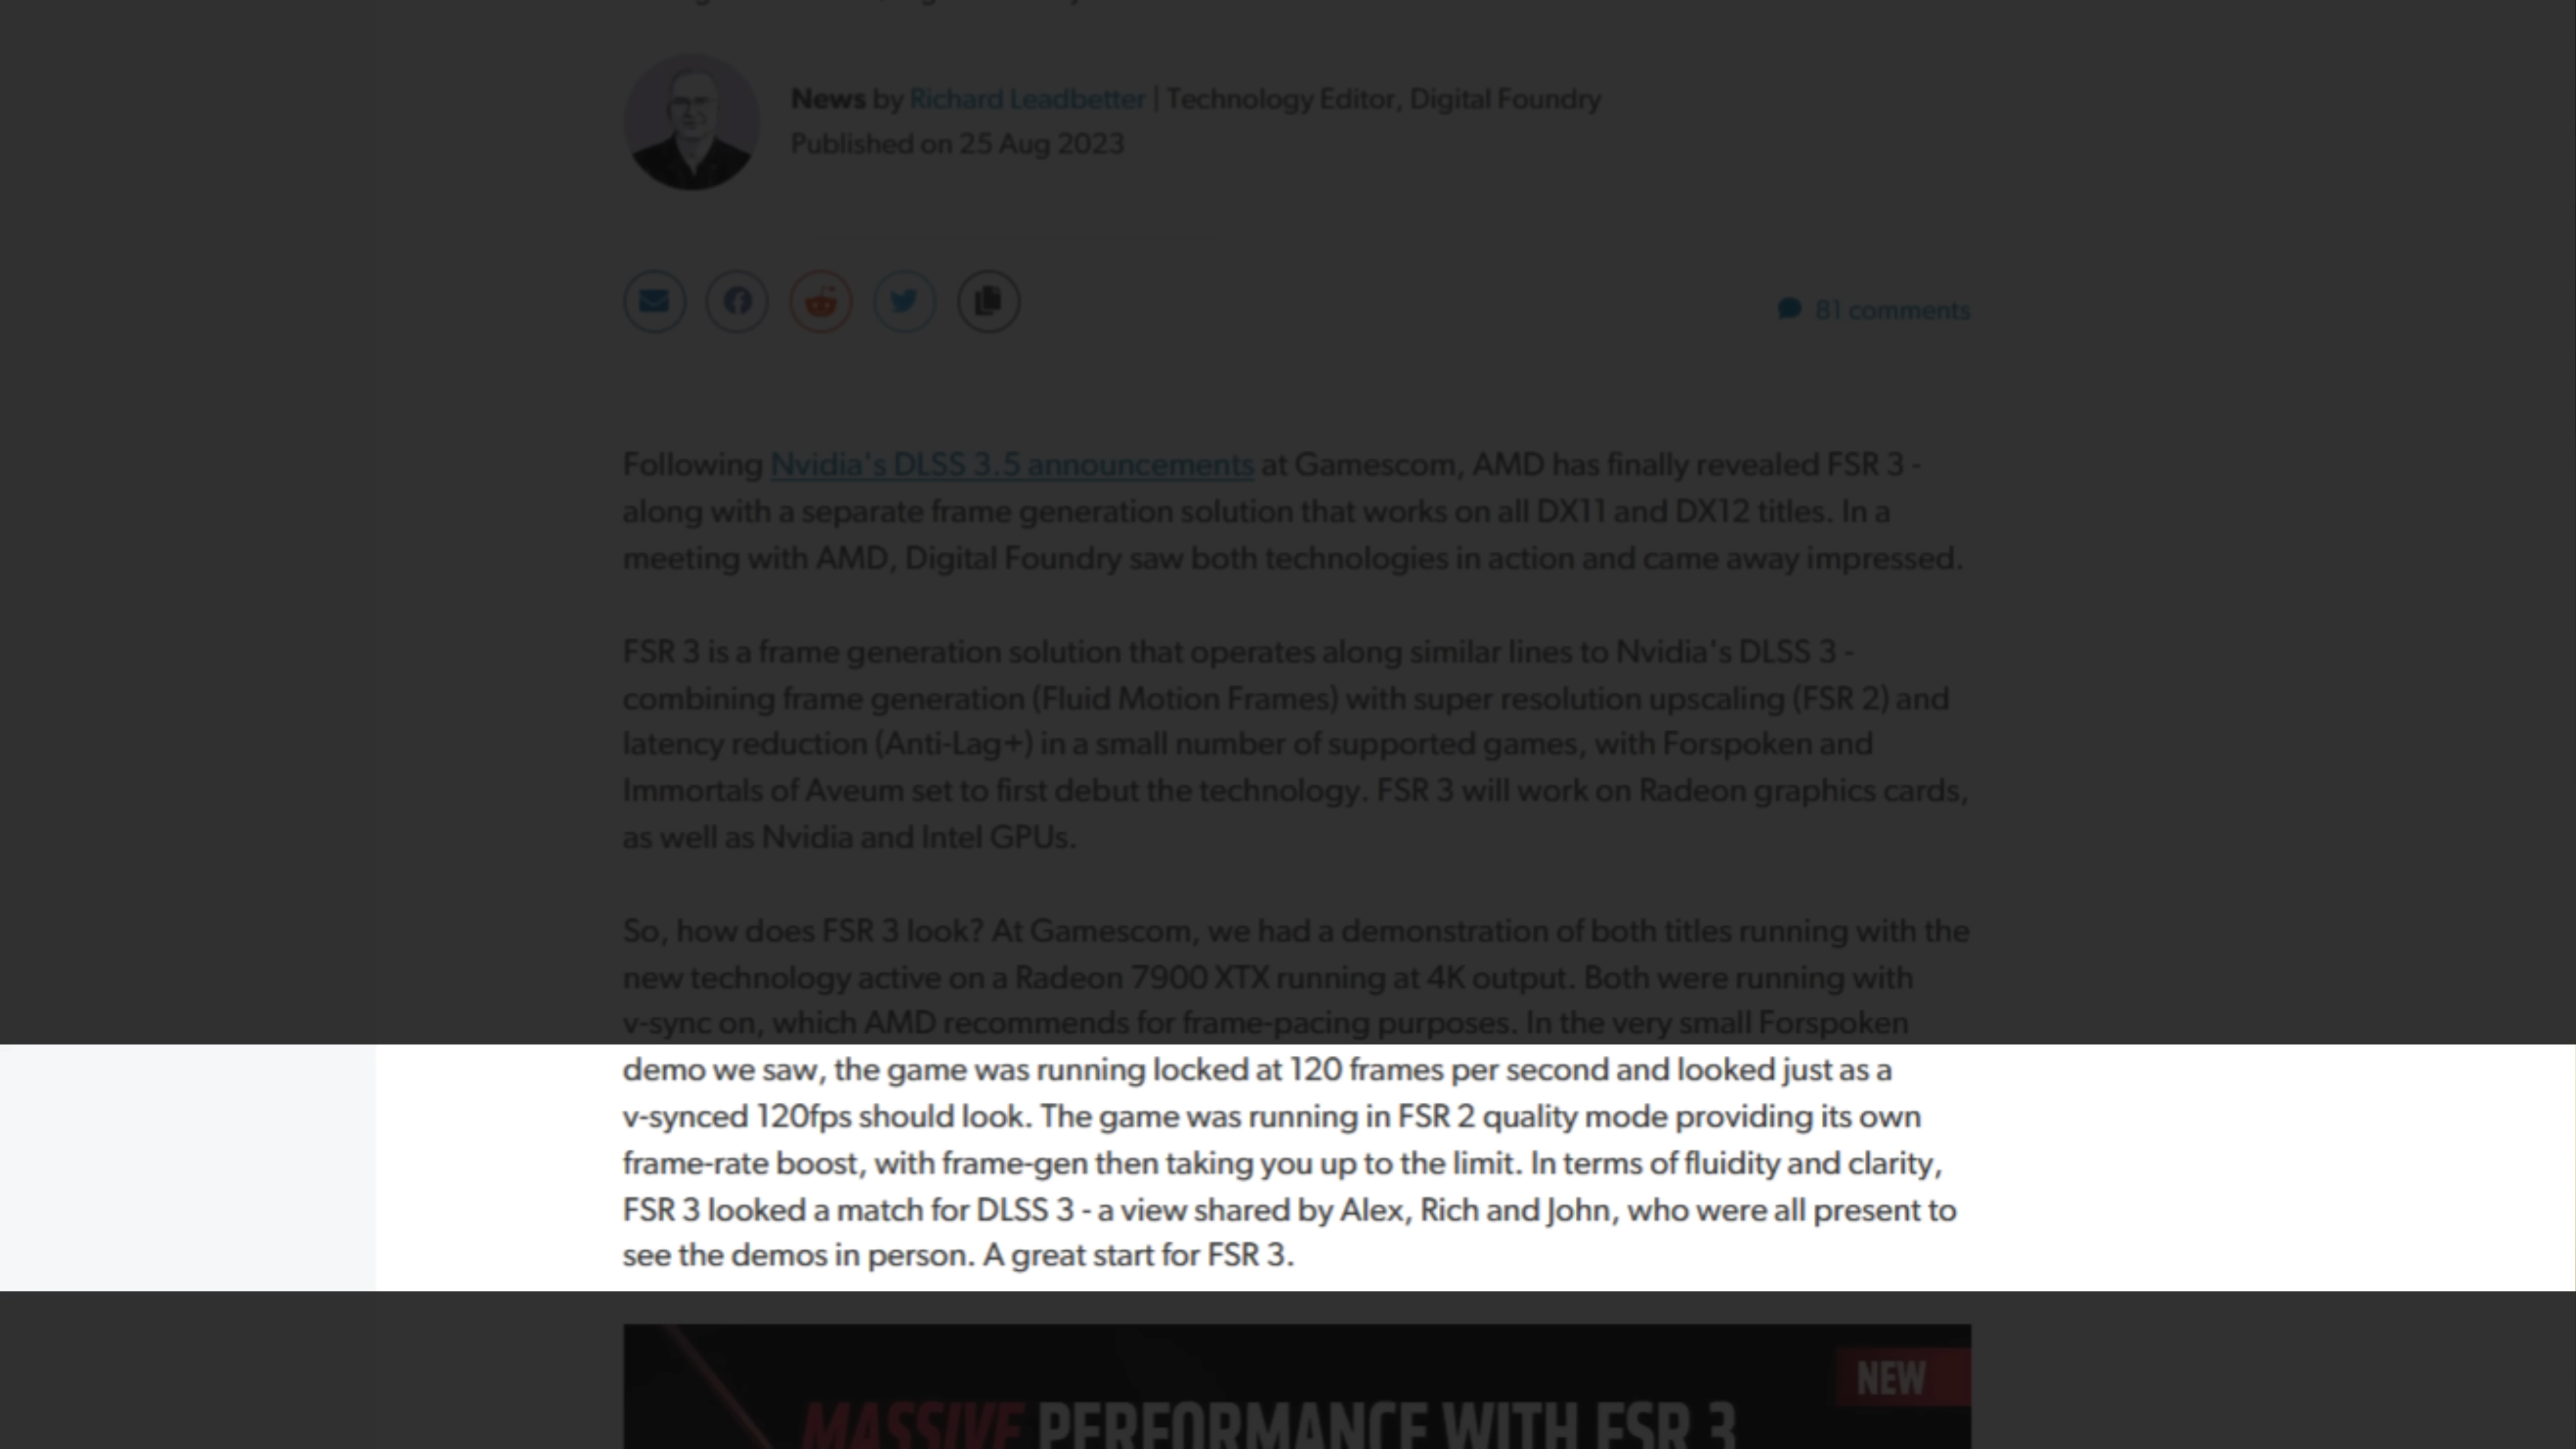 News by Richard Leadbetter | Technology Editor, Digital Foundry
Published on 25 Aug 2023
81 comments
Following Nvidia's DLSS 3.5 announcements at Gamescom, AMD has finally revealed FSR 3 -
along with a separate frame generation solution that works on all DX11 and DX12 titles. In a
meeting with AMD, Digital Foundry saw both technologies in action and came away impressed.
FSR 3 is a frame generation solution that operates along similar lines to Nvidia's DLSS 3 -
combining frame generation (Fluid Motion Frames) with super resolution upscaling (FSR 2) and
latency reduction (Anti-Lag+) in a small number of supported games, with Forspoken and
Immortals of Aveum set to first debut the technology. FSR 3 will work on Radeon graphics cards,
as well as Nvidia and Intel GPUs.
So, how does FSR 3 look? At Gamescom, we had a demonstration of both titles running with the
new technology active on a Radeon 7900 XTX running at 4K output. Both were running with
v-sync on, which AMD recommends for frame-pacing purposes. In the very small Forspoken
demo we saw, the game was running locked at 120 frames per second and looked just as a
v-synced 120fps should look. The game was running in FSR 2 quality mode providing its own
frame-rate boost, with frame-gen then taking you up to the limit. In terms of fluidity and clarity,
FSR 3 looked a match for DLSS 3 - a view shared by Alex, Rich and John, who were all present to
see the demos in person. A great start for FSR 3.
NEW
MASSIVE PERFORMANCE WITH FSR 3